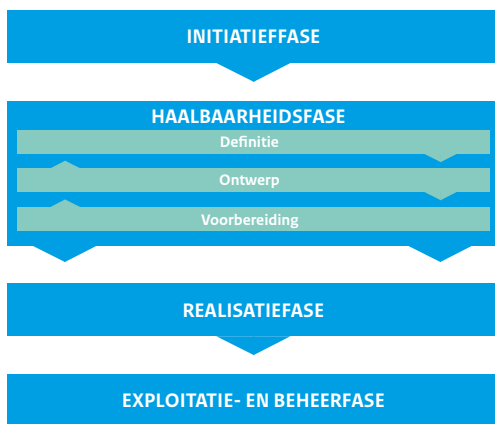 INITIATIEFFASE
HAALBAARHEIDSFASE
Definitie
Ontwerp
Voorbereiding
REALISATIEFASE
EXPLOITATIE- EN BEHEERFASE